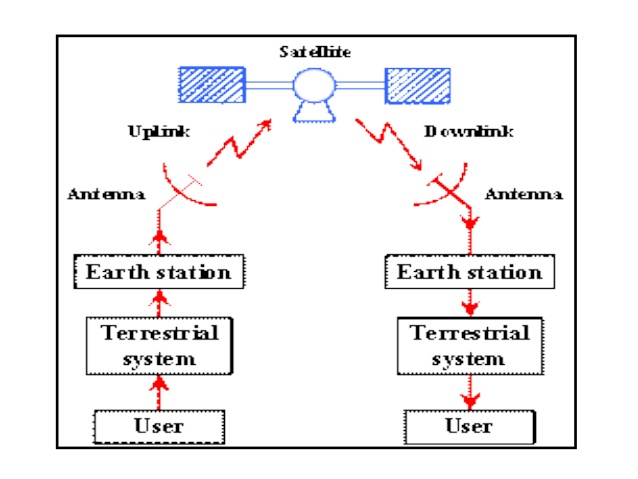 Satellite
Uplink
Downlink
Antenna
Antenna
Earth station
Earth station
Terrestrial
system
Terrestrial
system
User
User